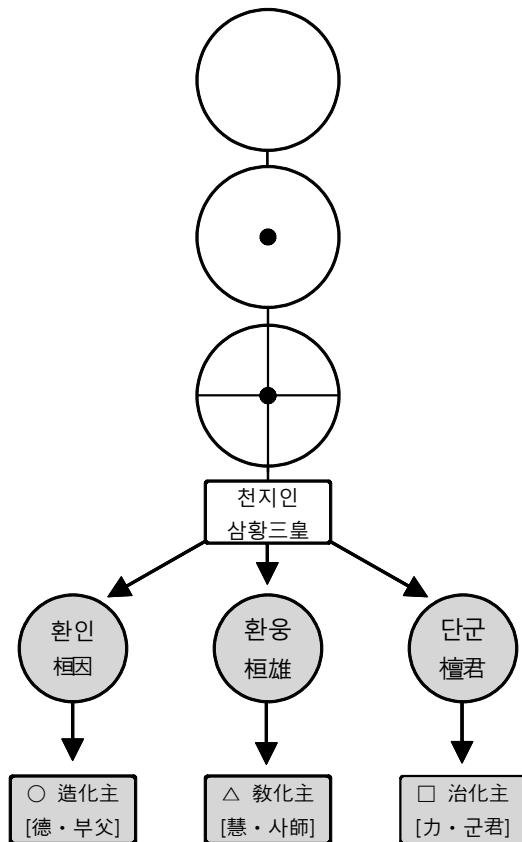 천지인
삼황三皇
환인
桓因
환웅
桓雄
단군
檀君
○ 造化主
[德・부父]
△ 敎化主
[慧・사師]
□ 治化主
[力・군君]